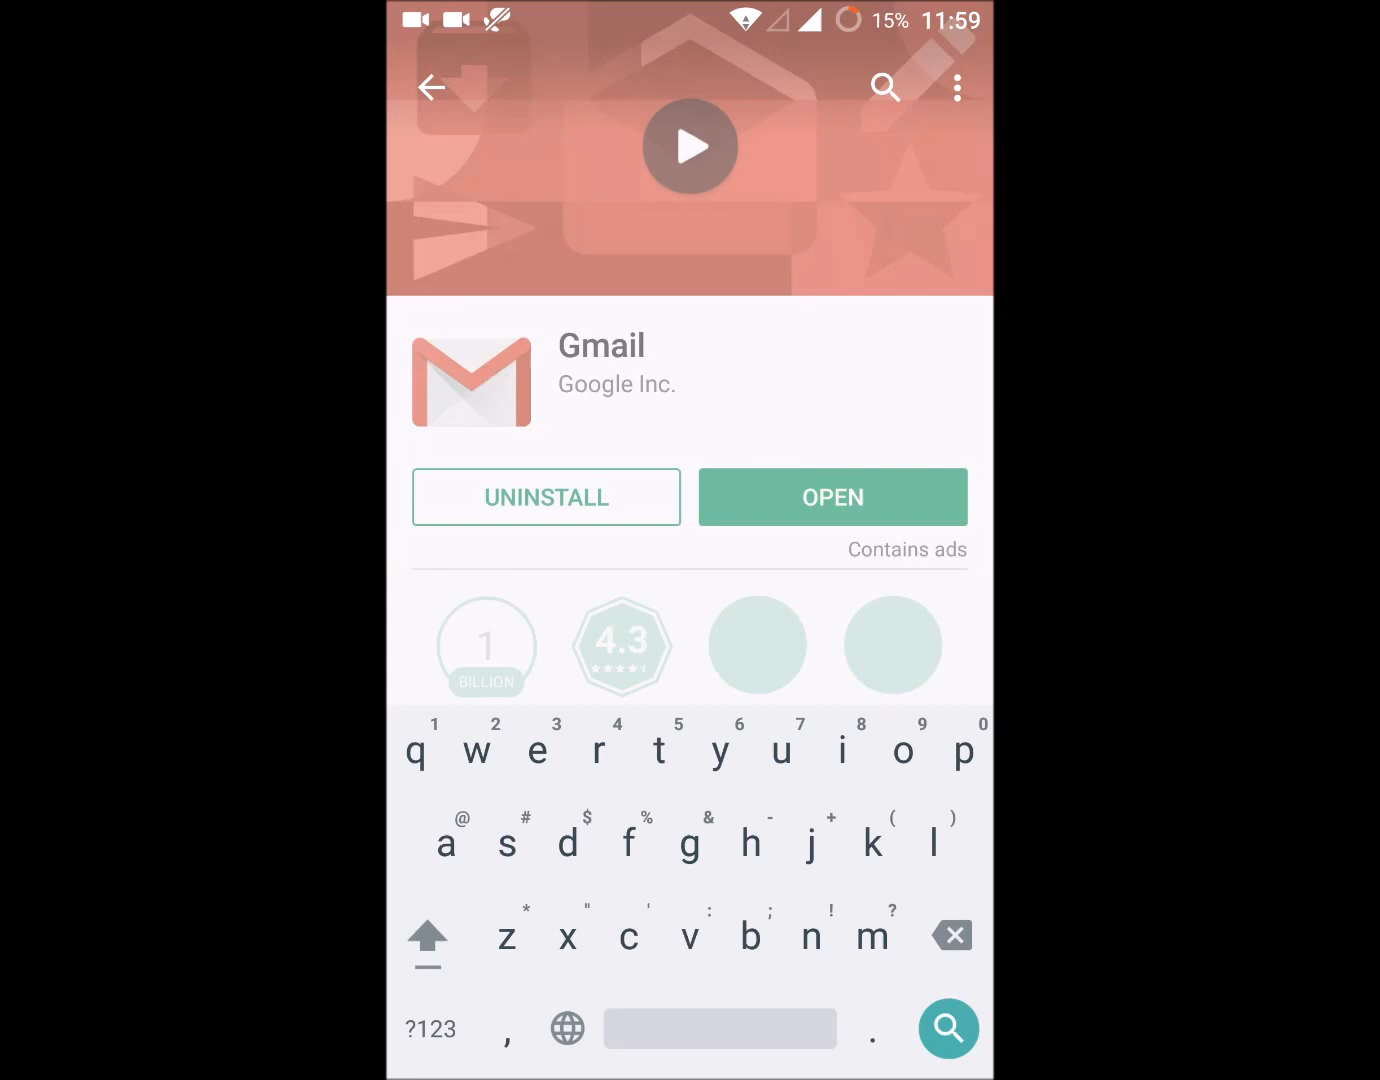 15% 11:59
Gmail
Google Inc.
UNINSTALL OPEN
Contains ads
1 4.3
BILLION
1 2 3 4 5 6 7 8 9 0
q w e r t y u i o p
@ # $ % & - + ( )
a s d f g h j k l
* " ' : ; ! ?
z x c v b n m
?123 , .